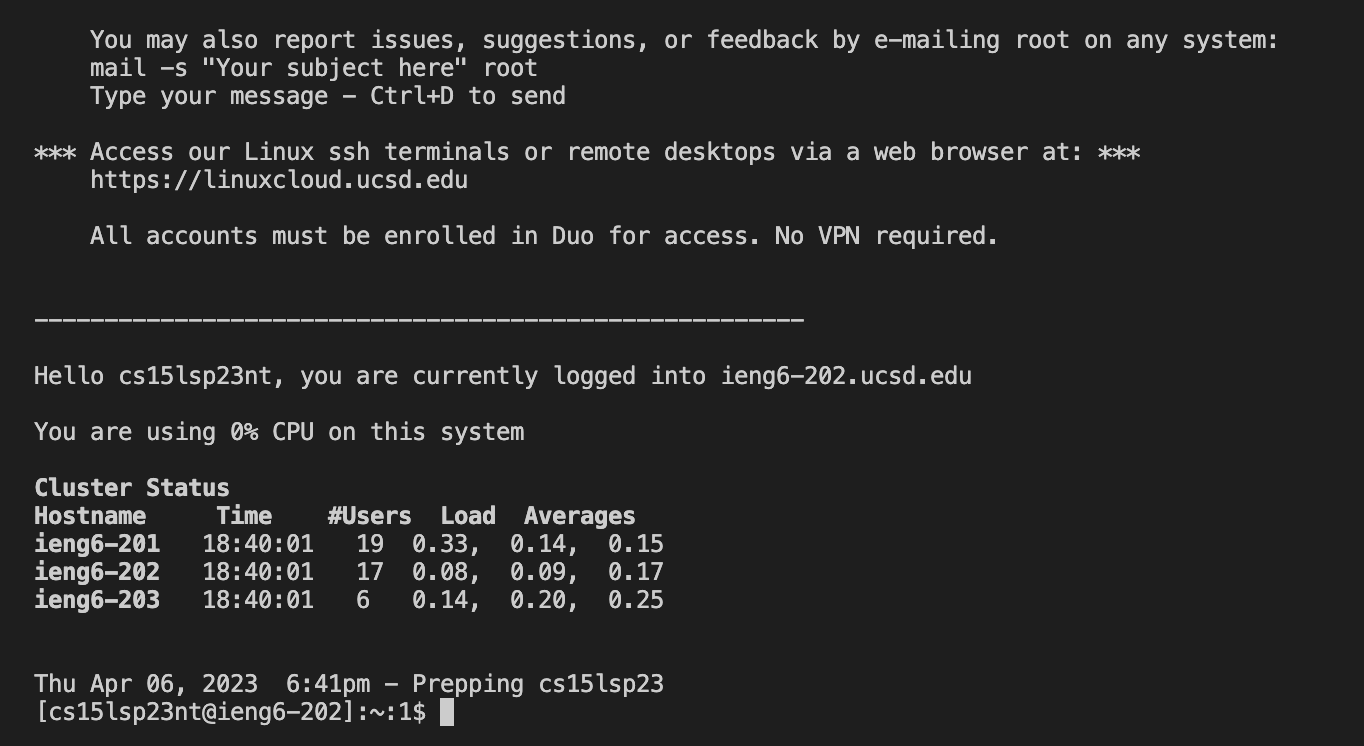 You may also report issues, suggestions, or feedback by e-mailing root on any system:
mail -s "Your subject here" root
Type your message - Ctrl+D to send
*** Access our Linux ssh terminals or remote desktops via a web browser at: ***
https://linuxcloud.ucsd.edu
All accounts must be enrolled in Duo for access. No VPN required.
-------------------------------------------------------
Hello cs15lsp23nt, you are currently logged into ieng6-202.ucsd.edu
You are using 0% CPU on this system
Cluster Status
Hostname     Time    #Users  Load  Averages
ieng6-201   18:40:01   19  0.33,  0.14,  0.15
ieng6-202   18:40:01   17  0.08,  0.09,  0.17
ieng6-203   18:40:01   6   0.14,  0.20,  0.25
Thu Apr 06, 2023  6:41pm - Prepping cs15lsp23
[cs15lsp23nt@ieng6-202]:~:1$